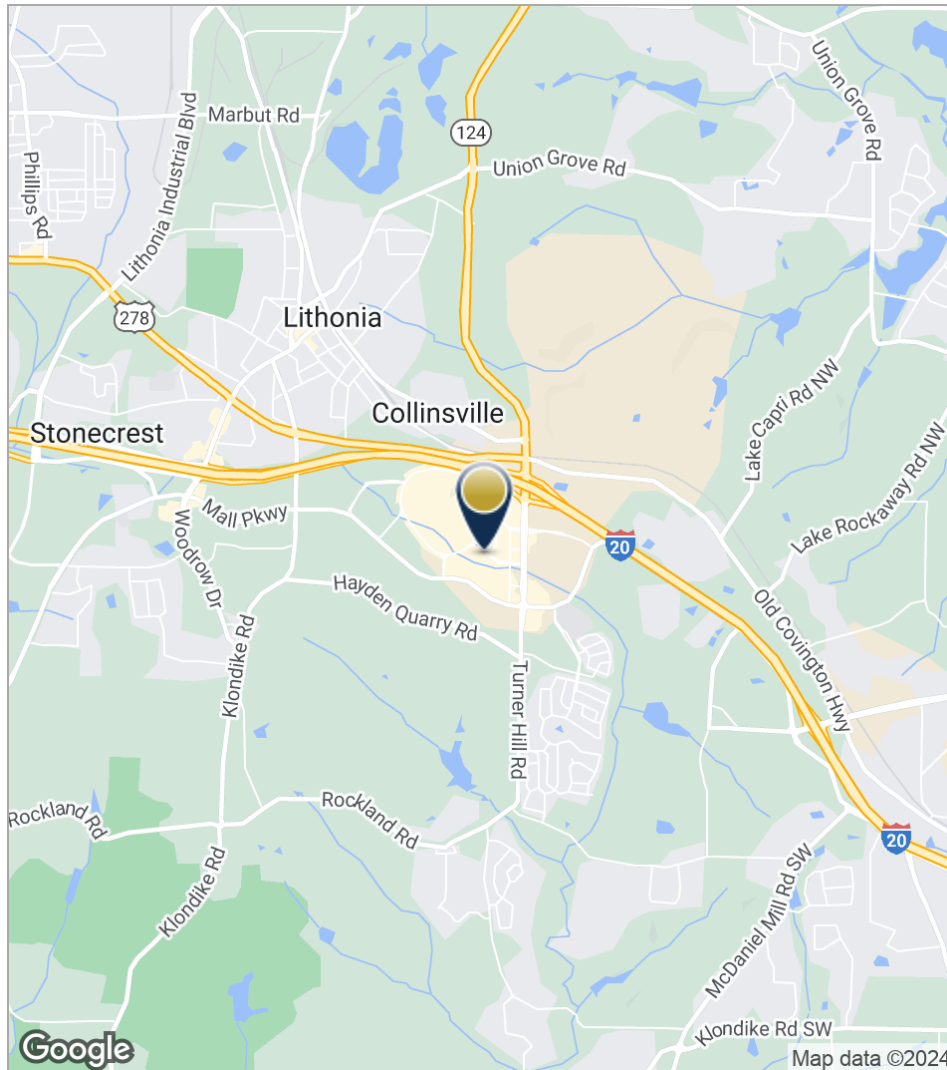 Union Grove Rd
Marbut Rd
Lithonia Industrial Blvd
124
Phillips Rd
Union Grove Rd
278
Lithonia
Collinsville
Stonecrest
Lake Capri Rd NW
Lake Rockaway Rd NW
Mall Pkwy
Woodrow Dr
20
Hayden Quarry Rd
Old Covington Hwy
Klondike Rd
Turner Hill Rd
Rockland Rd
Rockland Rd
20
Klondike Rd
McDaniel Mill Rd SW
Klondike Rd SW
Google
Map data ©2024